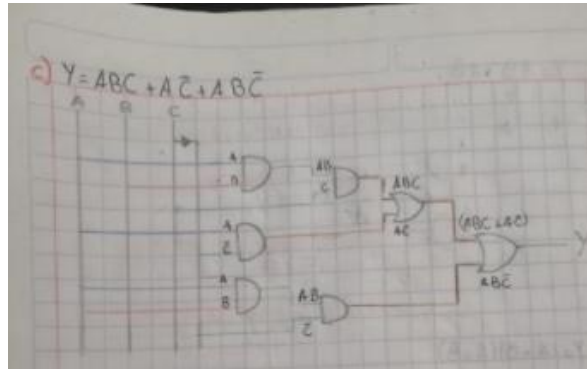 c) Y = ABC + AC̄ + ABC̄
A B C
A
B
AB
C
ABC
A
C̄
AC̄
(ABC + AC̄)
Y
A
B
AB
C̄
ABC̄